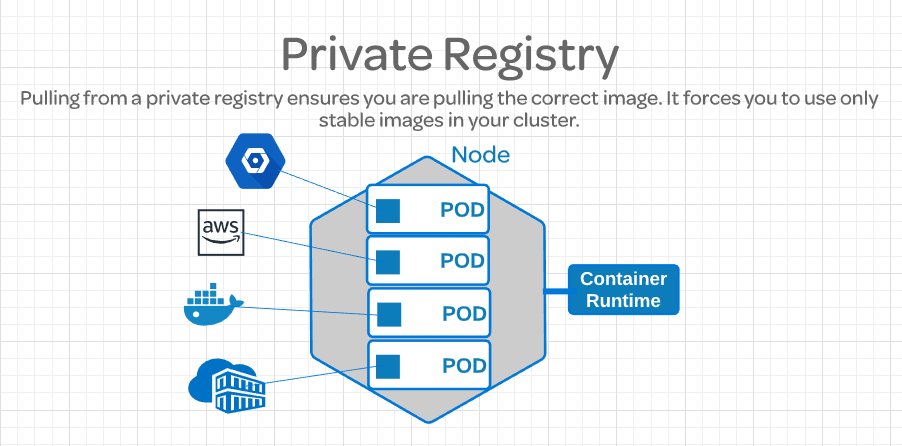 Private Registry
Pulling from a private registry ensures you are pulling the correct image. It forces you to use only
stable images in your cluster.
Node
POD
aws
POD
Container
Runtime
POD
POD